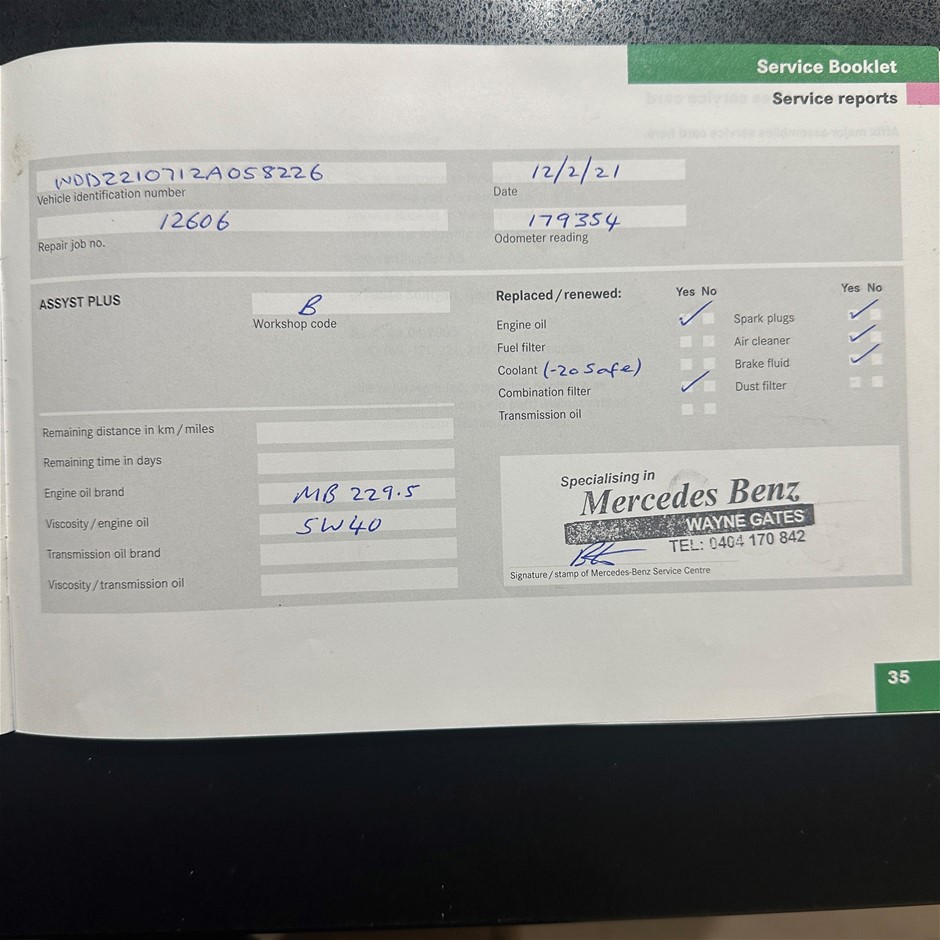 Service Booklet
Service reports
WDD2210712A058226
Vehicle identification number
12/2/21
Date
12606
Repair job no.
179354
Odometer reading
ASSYST PLUS
B
Workshop code
Replaced / renewed:
Yes No
Yes No
Engine oil
Spark plugs
Fuel filter
Air cleaner
Coolant (-20 Safe)
Brake fluid
Combination filter
Dust filter
Transmission oil
Remaining distance in km / miles
Remaining time in days
Engine oil brand
MB 229.5
Viscosity / engine oil
5W40
Transmission oil brand
Viscosity / transmission oil
Specialising in
Mercedes Benz
WAYNE GATES
TEL: 0404 170 842
Signature / stamp of Mercedes-Benz Service Centre
35